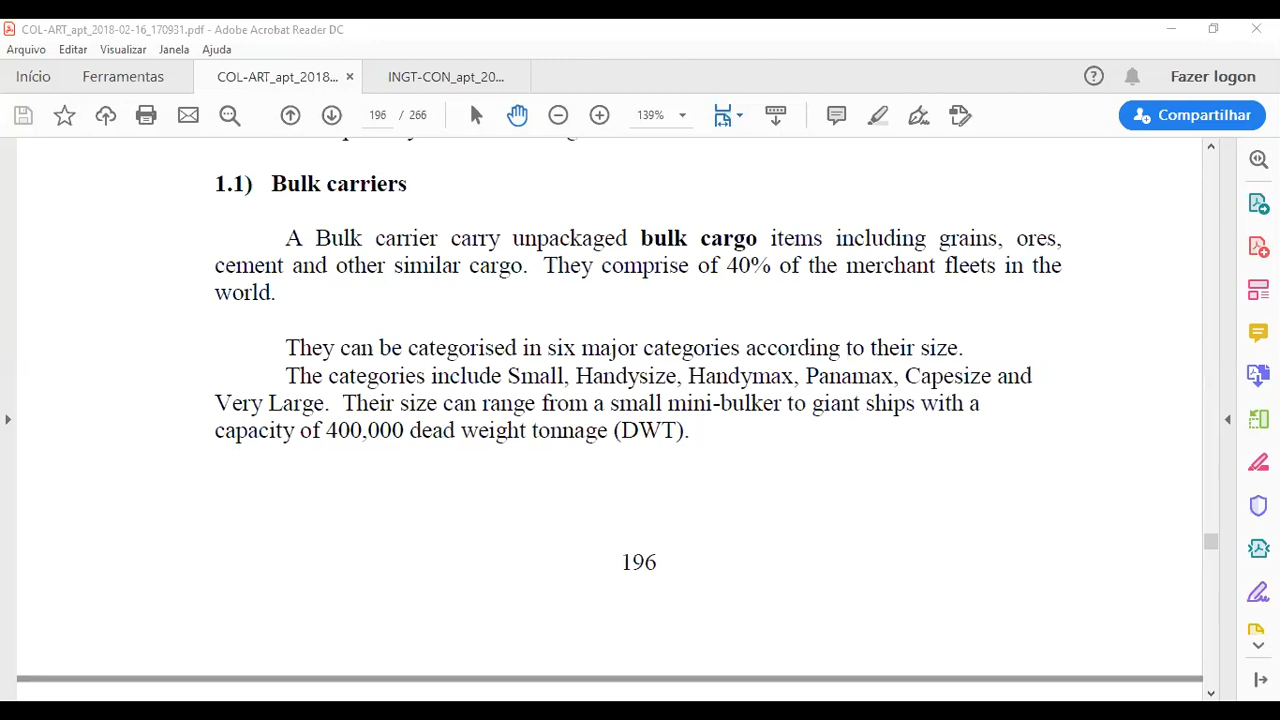 COL-ART_apt_2018-02-16_170931.pdf - Adobe Acrobat Reader DC
Arquivo Editar Visualizar Janela Ajuda
Início Ferramentas COL-ART_apt_2018... × INGT-CON_apt_20... Fazer logon
196 / 266 139% Compartilhar
1.1) Bulk carriers
A Bulk carrier carry unpackaged bulk cargo items including grains, ores,
cement and other similar cargo. They comprise of 40% of the merchant fleets in the
world.
They can be categorised in six major categories according to their size.
The categories include Small, Handysize, Handymax, Panamax, Capesize and
Very Large. Their size can range from a small mini-bulker to giant ships with a
capacity of 400,000 dead weight tonnage (DWT).
196